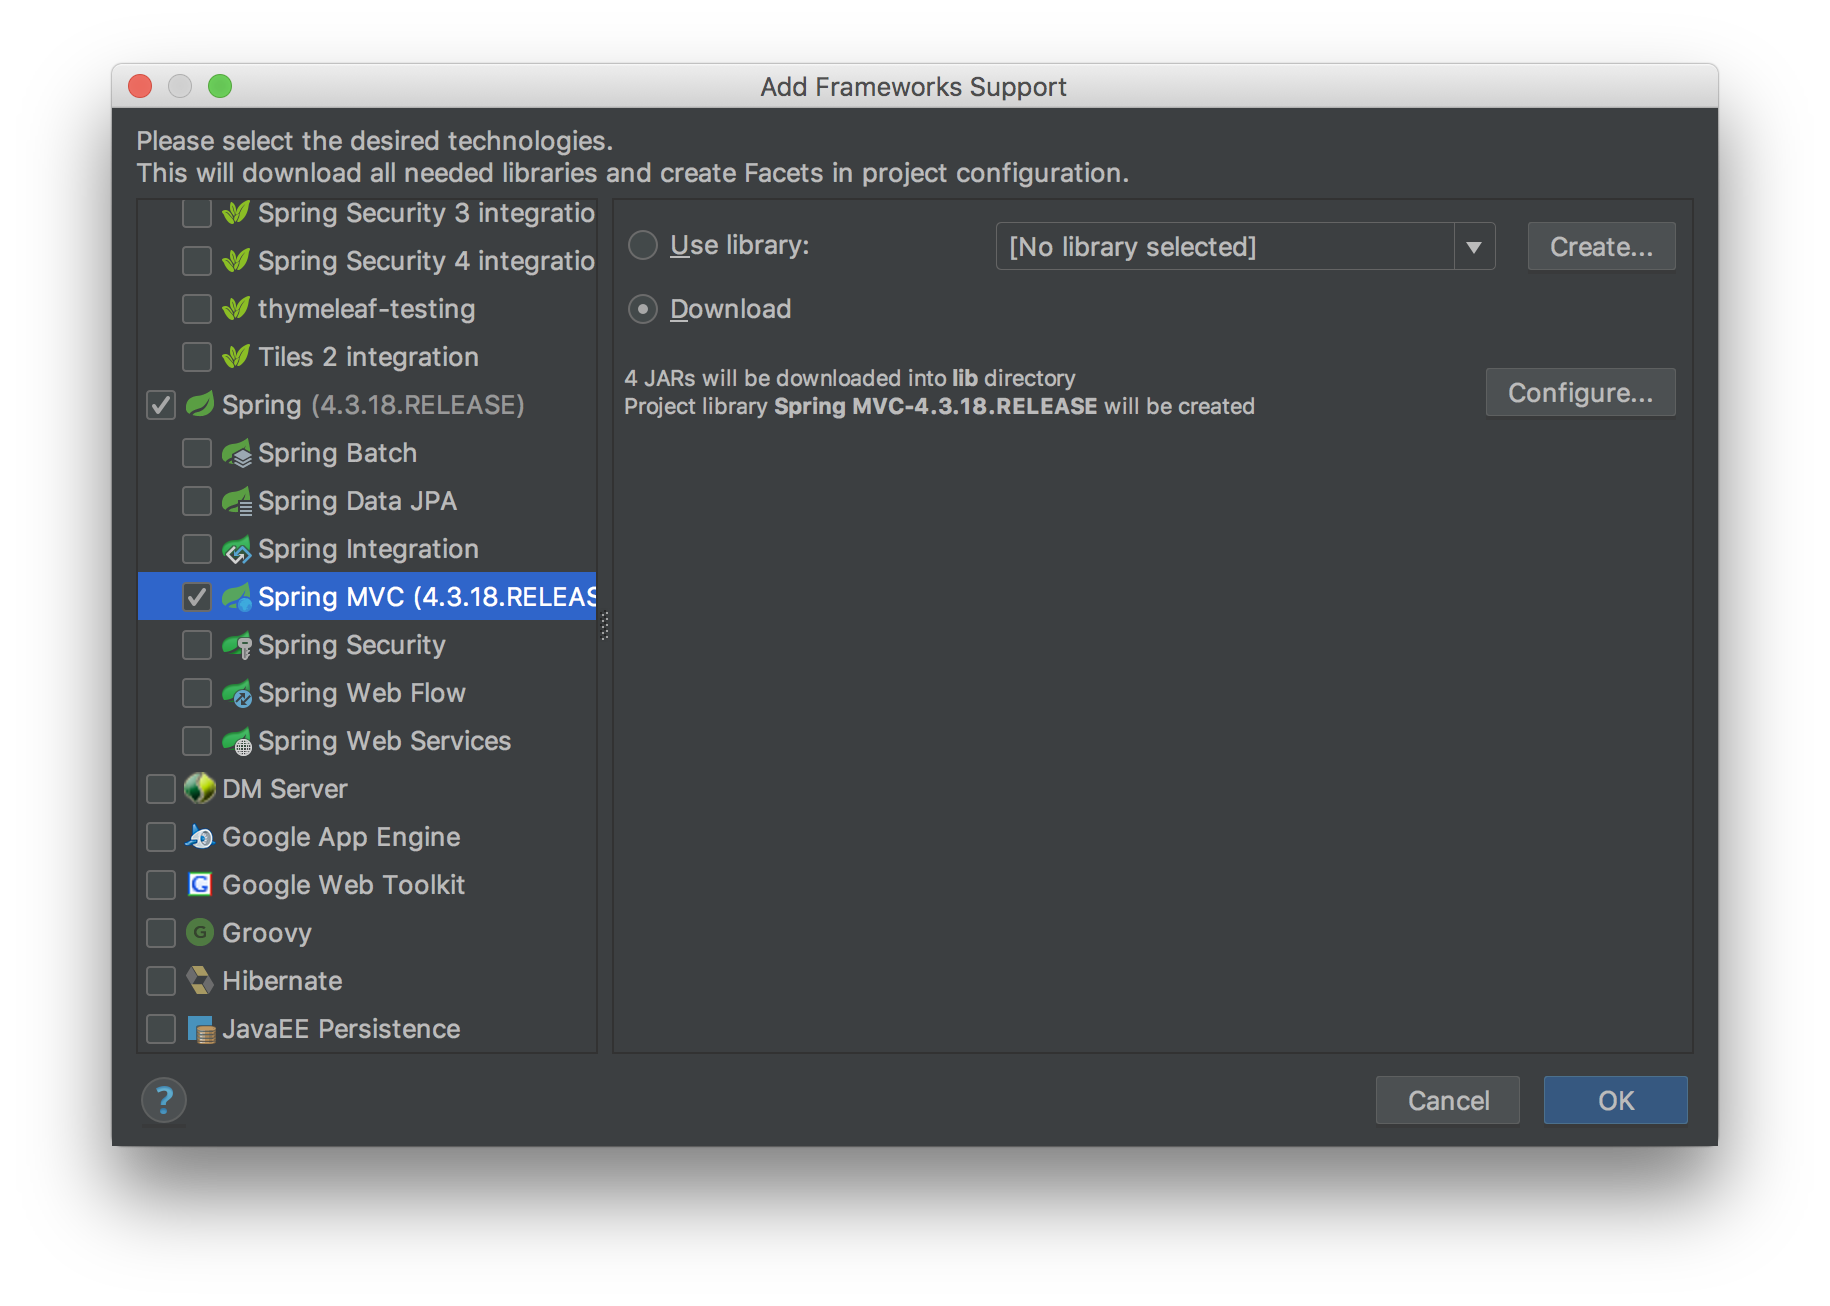 Add Frameworks Support
Please select the desired technologies.
This will download all needed libraries and create Facets in project configuration.
Spring Security 3 integratio
Spring Security 4 integratio
thymeleaf-testing
Tiles 2 integration
Spring (4.3.18.RELEASE)
Spring Batch
Spring Data JPA
Spring Integration
Spring MVC (4.3.18.RELEAS
Spring Security
Spring Web Flow
Spring Web Services
DM Server
Google App Engine
G Google Web Toolkit
G Groovy
Hibernate
JavaEE Persistence
Use library:
[No library selected]
Create...
Download
4 JARs will be downloaded into lib directory
Project library Spring MVC-4.3.18.RELEASE will be created
Configure...
?
Cancel
OK